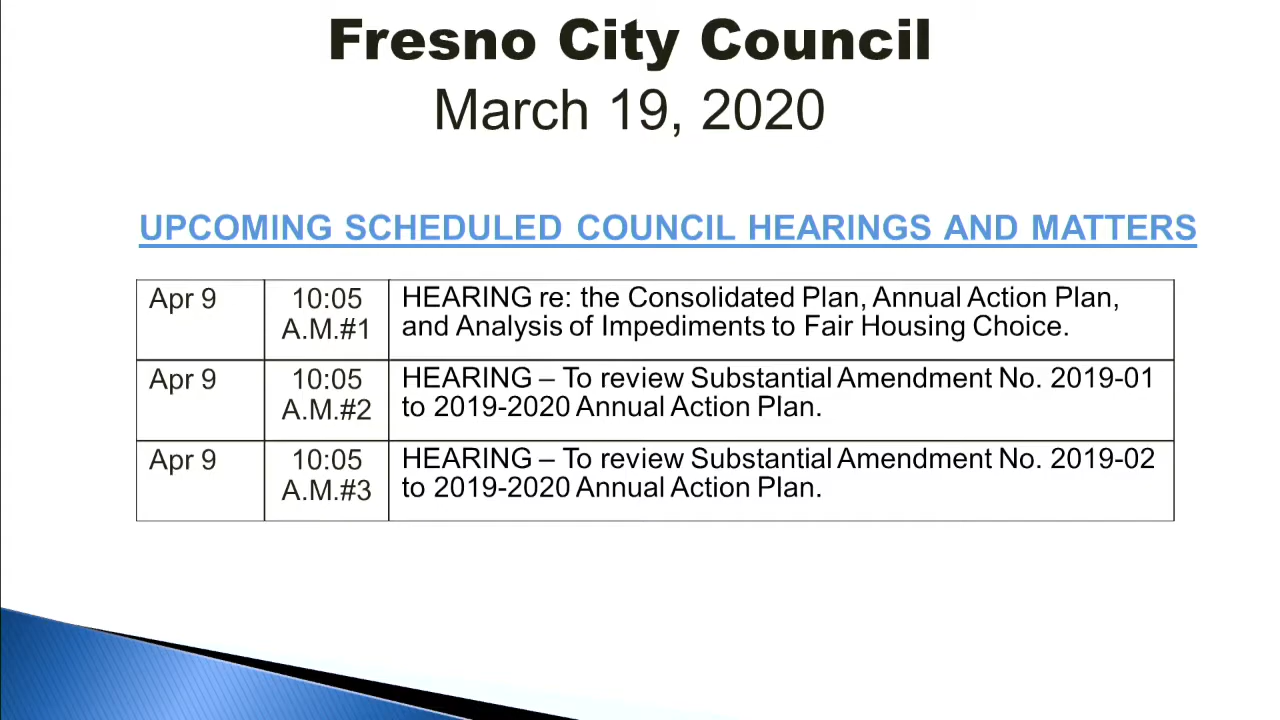 Fresno City Council
March 19, 2020
UPCOMING SCHEDULED COUNCIL HEARINGS AND MATTERS
Apr 9
10:05
A.M.#1
HEARING re: the Consolidated Plan, Annual Action Plan,
and Analysis of Impediments to Fair Housing Choice.
Apr 9
10:05
A.M.#2
HEARING – To review Substantial Amendment No. 2019-01
to 2019-2020 Annual Action Plan.
Apr 9
10:05
A.M.#3
HEARING – To review Substantial Amendment No. 2019-02
to 2019-2020 Annual Action Plan.